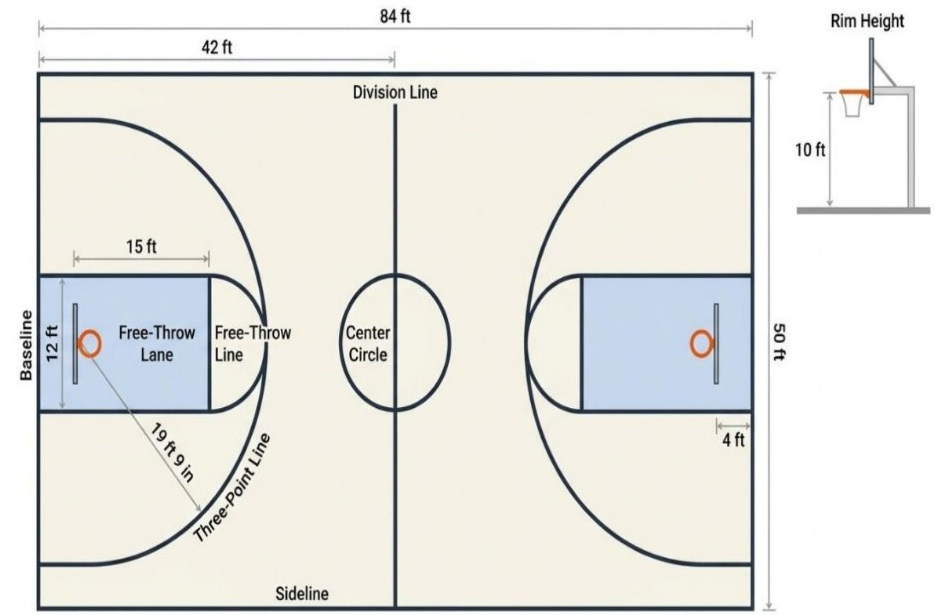 84 ft
Rim Height
42 ft
Division Line
10 ft
15 ft
Baseline
12 ft
Free-Throw
Lane
Free-Throw
Line
Center
Circle
50 ft
4 ft
19 ft 9 in
Three-Point Line
Sideline